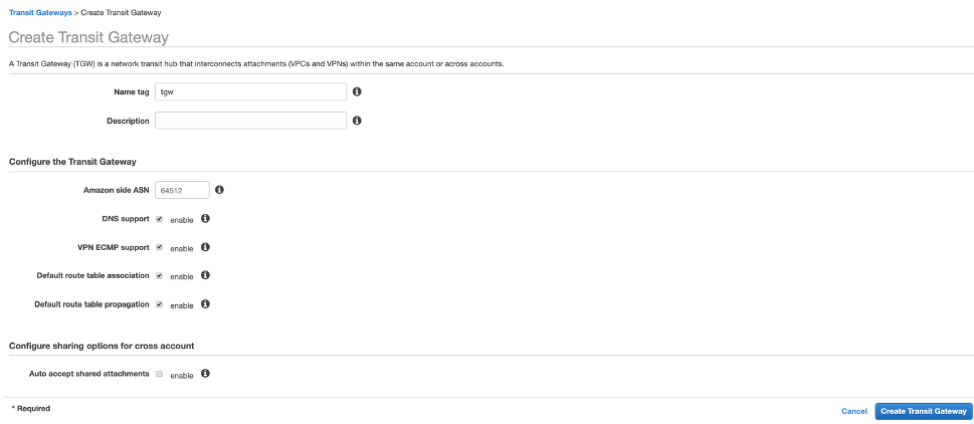 Transit Gateways > Create Transit Gateway
Create Transit Gateway
A Transit Gateway (TGW) is a network transit hub that interconnects attachments (VPCs and VPNs) within the same account or across accounts.
Name tag tgw
Description
Configure the Transit Gateway
Amazon side ASN 64512
DNS support enable
VPN ECMP support enable
Default route table association enable
Default route table propagation enable
Configure sharing options for cross account
Auto accept shared attachments enable
* Required
Cancel Create Transit Gateway